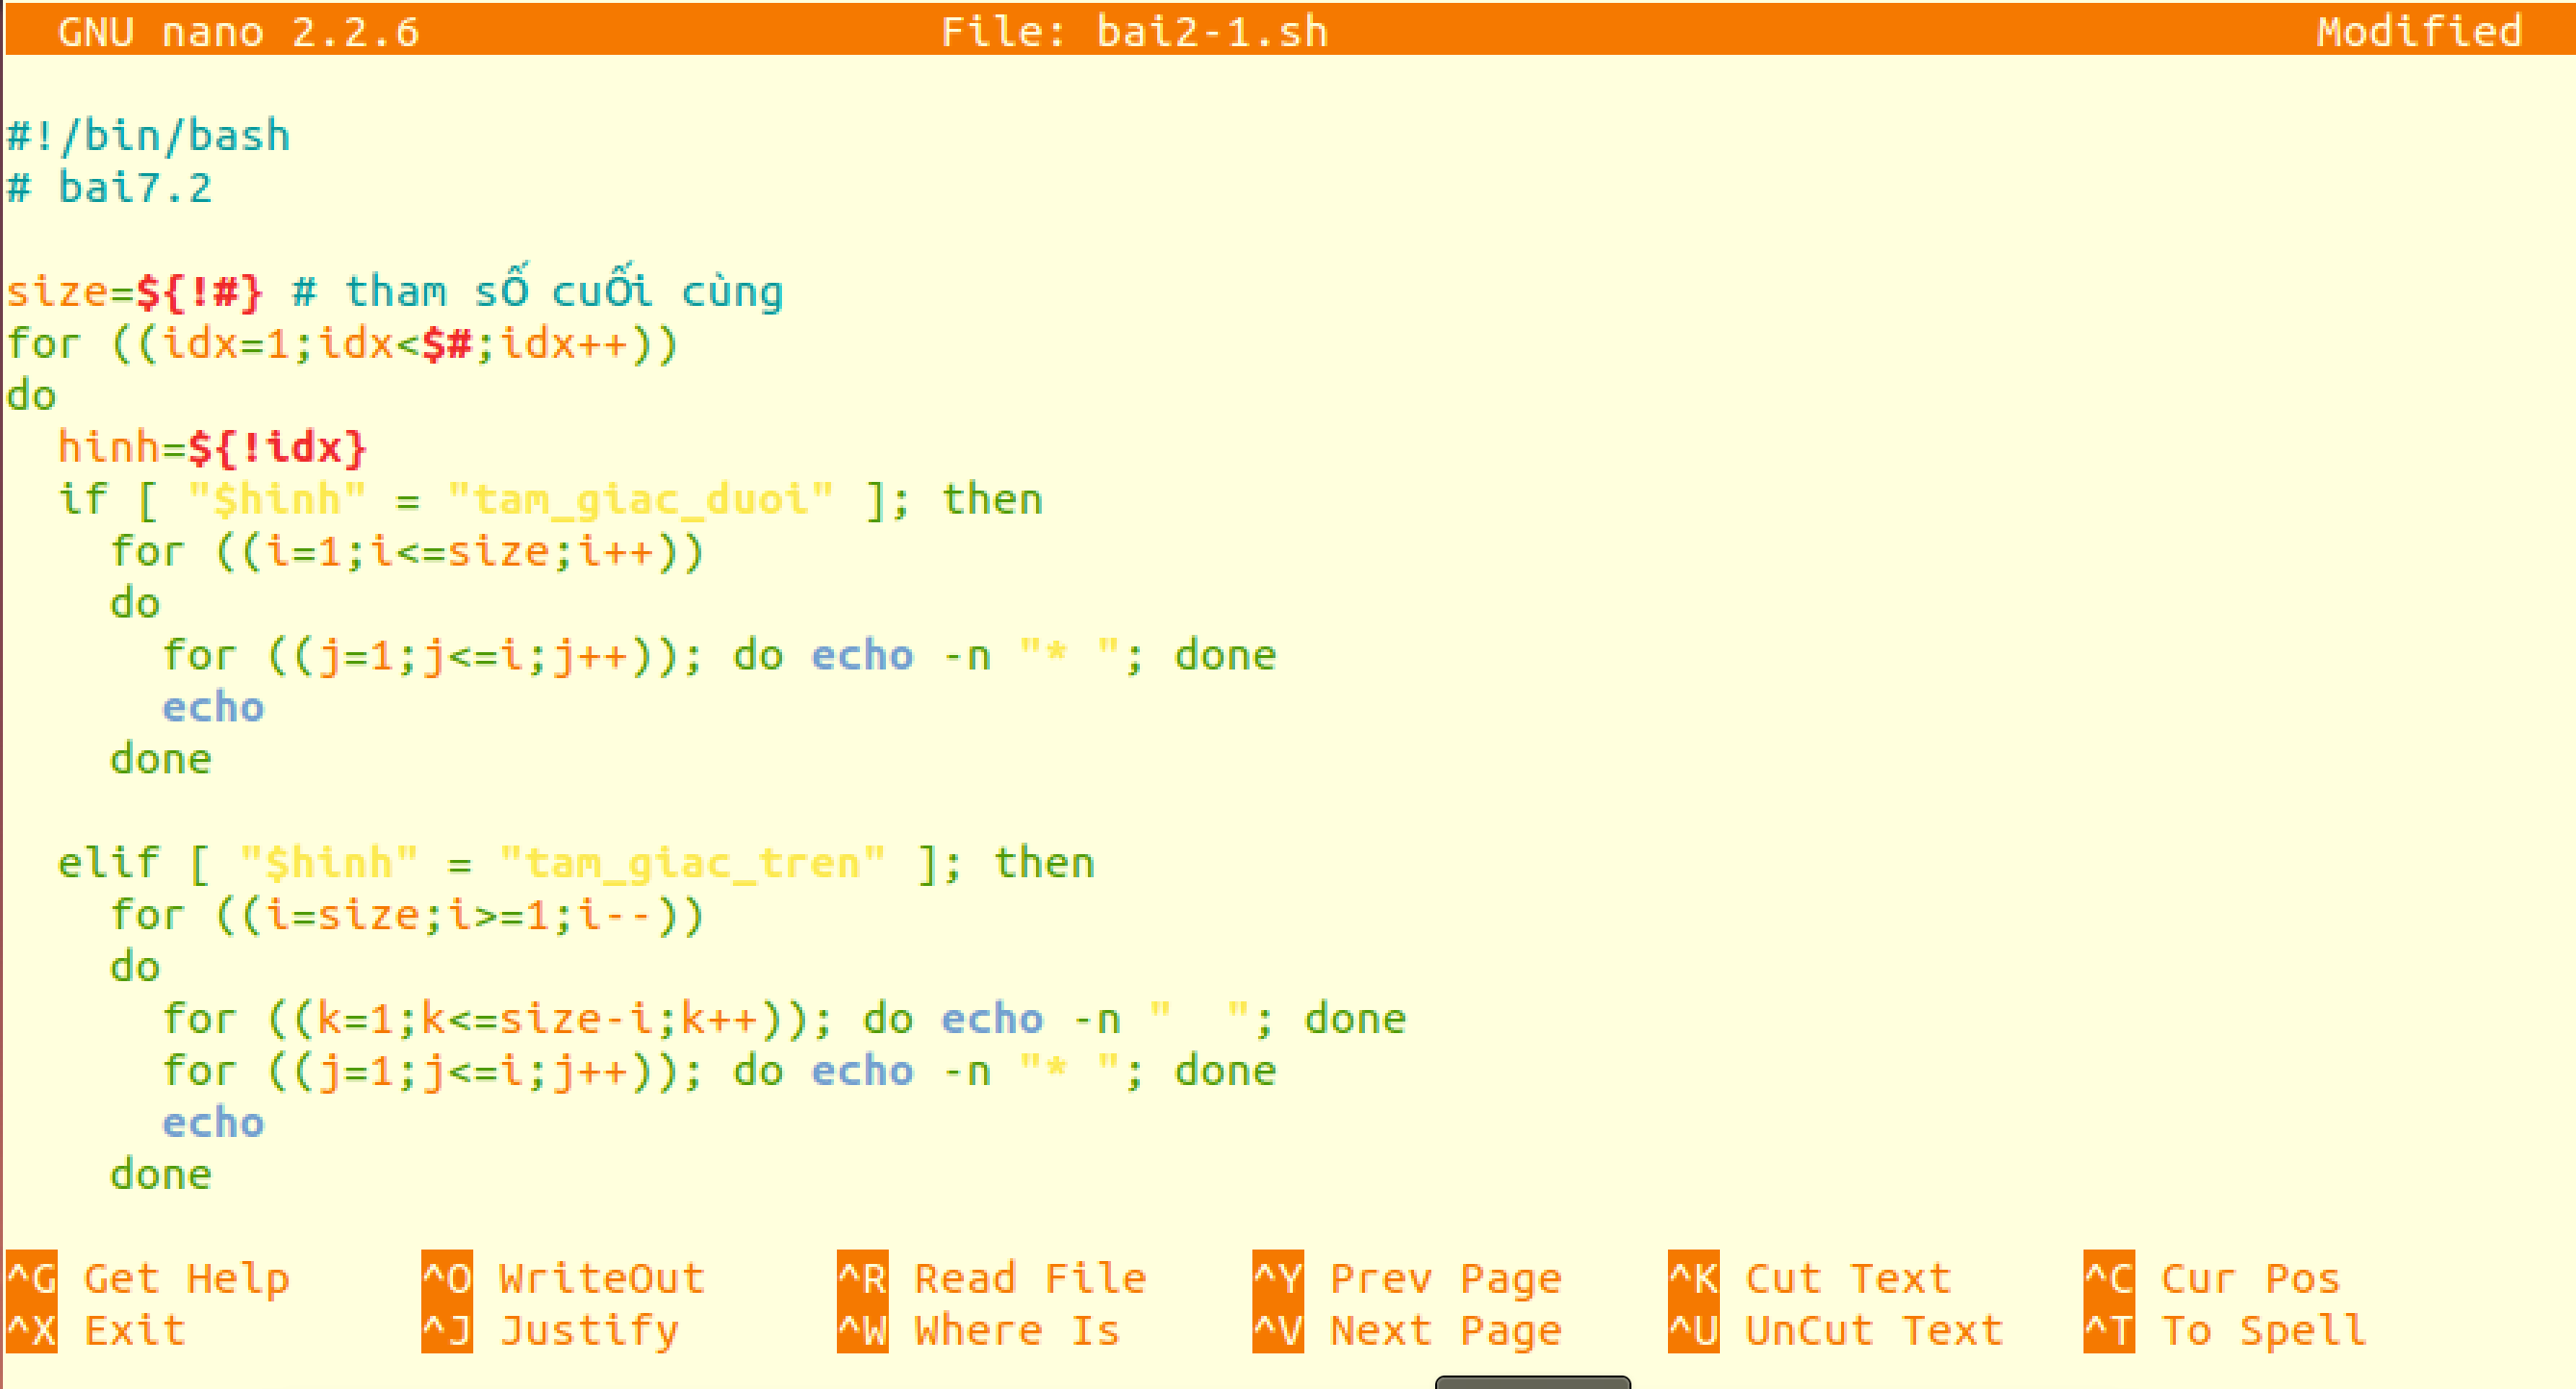 GNU nano 2.2.6 File: bai2-1.sh Modified
#!/bin/bash
# bai7.2
size=${!#} # tham số cuối cùng
for ((idx=1;idx<$#;idx++))
do
  hinh=${!idx}
  if [ "$hinh" = "tam_giac_duoi" ]; then
    for ((i=1;i<=size;i++))
    do
      for ((j=1;j<=i;j++)); do echo -n "* "; done
      echo
    done
  elif [ "$hinh" = "tam_giac_tren" ]; then
    for ((i=size;i>=1;i--))
    do
      for ((k=1;k<=size-i;k++)); do echo -n "  "; done
      for ((j=1;j<=i;j++)); do echo -n "* "; done
      echo
    done
^G Get Help ^O WriteOut ^R Read File ^Y Prev Page ^K Cut Text ^C Cur Pos
^X Exit ^J Justify ^W Where Is ^V Next Page ^U UnCut Text ^T To Spell